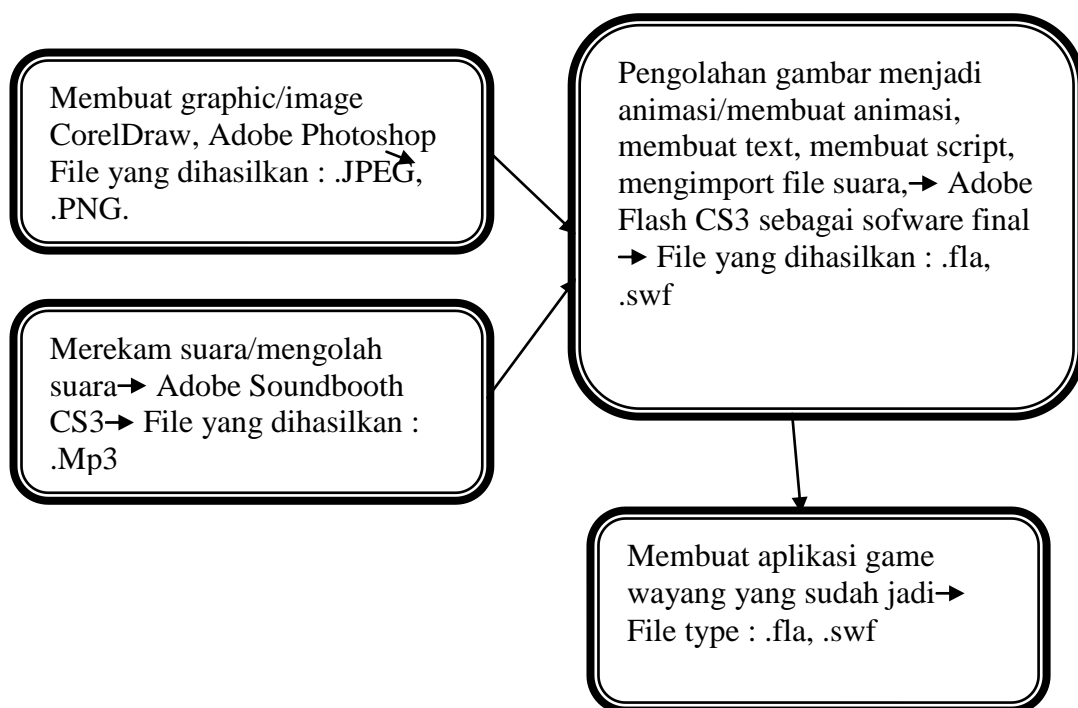 Membuat graphic/image
CorelDraw, Adobe Photoshop
File yang dihasilkan : .JPEG,
.PNG.
Merekam suara/mengolah
suara→ Adobe Soundbooth
CS3→ File yang dihasilkan :
.Mp3
Pengolahan gambar menjadi
animasi/membuat animasi,
membuat text, membuat script,
mengimport file suara,→ Adobe
Flash CS3 sebagai sofware final
→ File yang dihasilkan : .fla,
.swf
Membuat aplikasi game
wayang yang sudah jadi→
File type : .fla, .swf